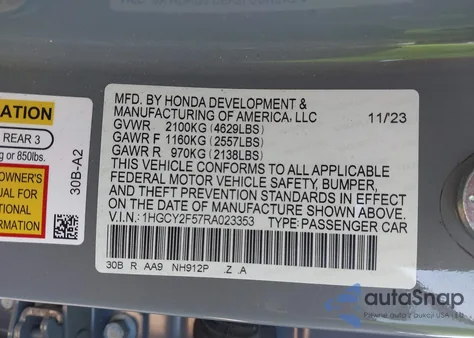 MFD. BY HONDA DEVELOPMENT &
MANUFACTURING OF AMERICA, LLC 11/23
GVWR 2100KG (4629LBS)
GAWR F 1160KG (2557LBS)
GAWR R 970KG (2138LBS)
THIS VEHICLE CONFORMS TO ALL APPLICABLE
FEDERAL MOTOR VEHICLE SAFETY, BUMPER,
AND THEFT PREVENTION STANDARDS IN EFFECT
ON THE DATE OF MANUFACTURE SHOWN ABOVE.
V.I.N.: 1HGCY2F57RA023353 TYPE: PASSENGER CAR
30B R AA9 NH912P .Z .A
ATION
REAR 3
g or 850lbs.
OWNER'S
NUAL FOR
DITIONAL
RMATION
30B-A2
autoSnap